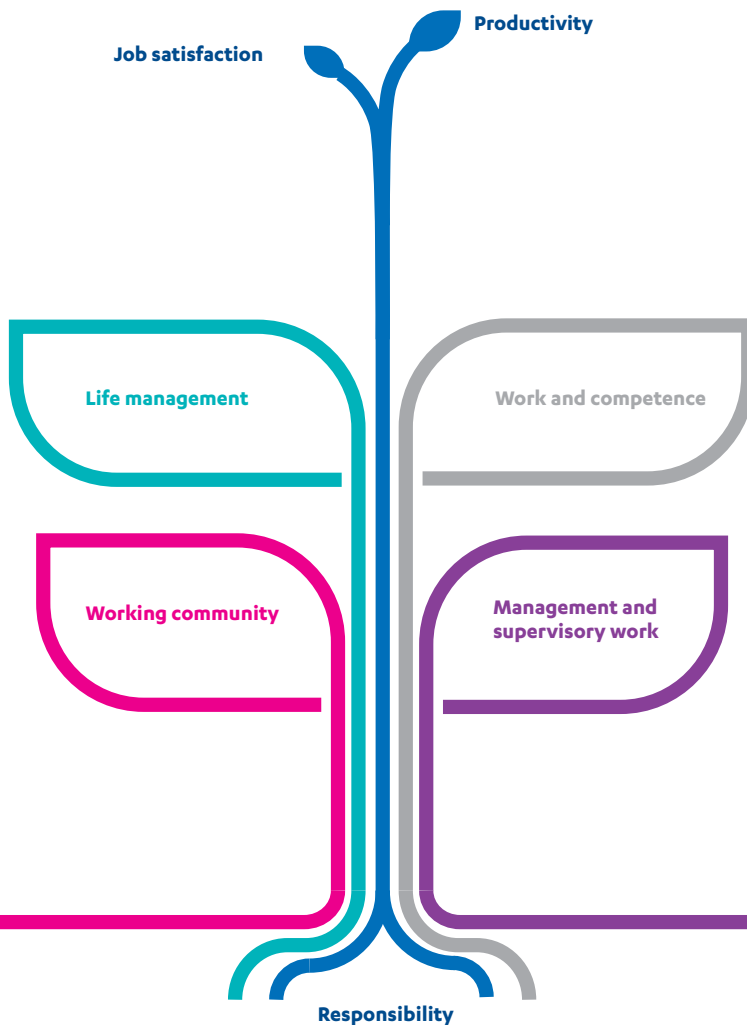 Productivity
Job satisfaction
Life management
Work and competence
Working community
Management and
supervisory work
Responsibility